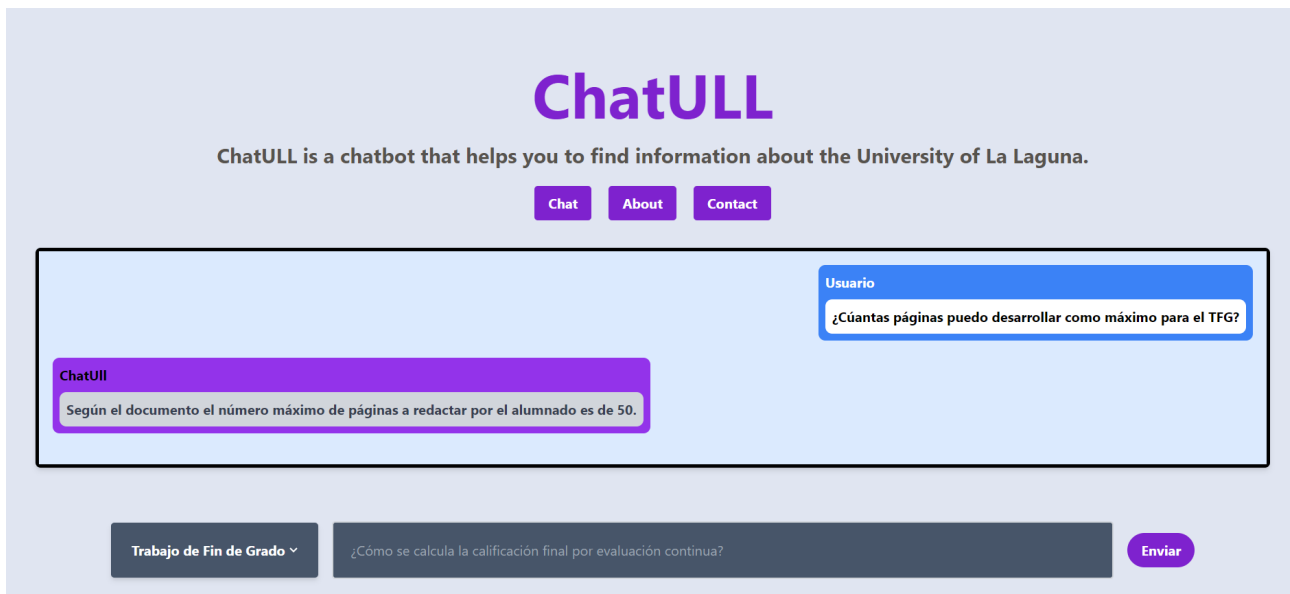 ChatULL
ChatULL is a chatbot that helps you to find information about the University of La Laguna.
Chat About Contact
Usuario
¿Cúantas páginas puedo desarrollar como máximo para el TFG?
ChatUll
Según el documento el número máximo de páginas a redactar por el alumnado es de 50.
Trabajo de Fin de Grado ¿Cómo se calcula la calificación final por evaluación continua? Enviar